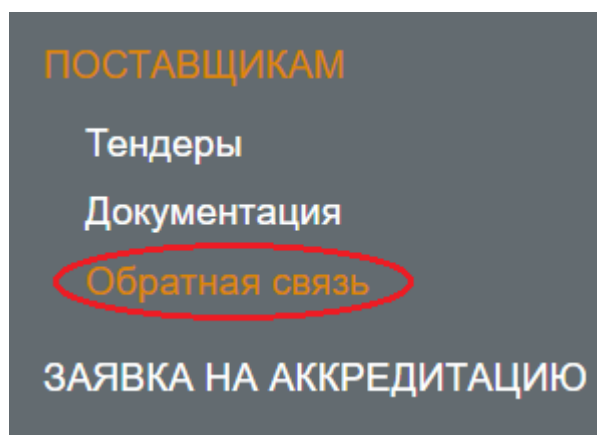 ПОСТАВЩИКАМ
Тендеры
Документация
Обратная связь
ЗАЯВКА НА АККРЕДИТАЦИЮ